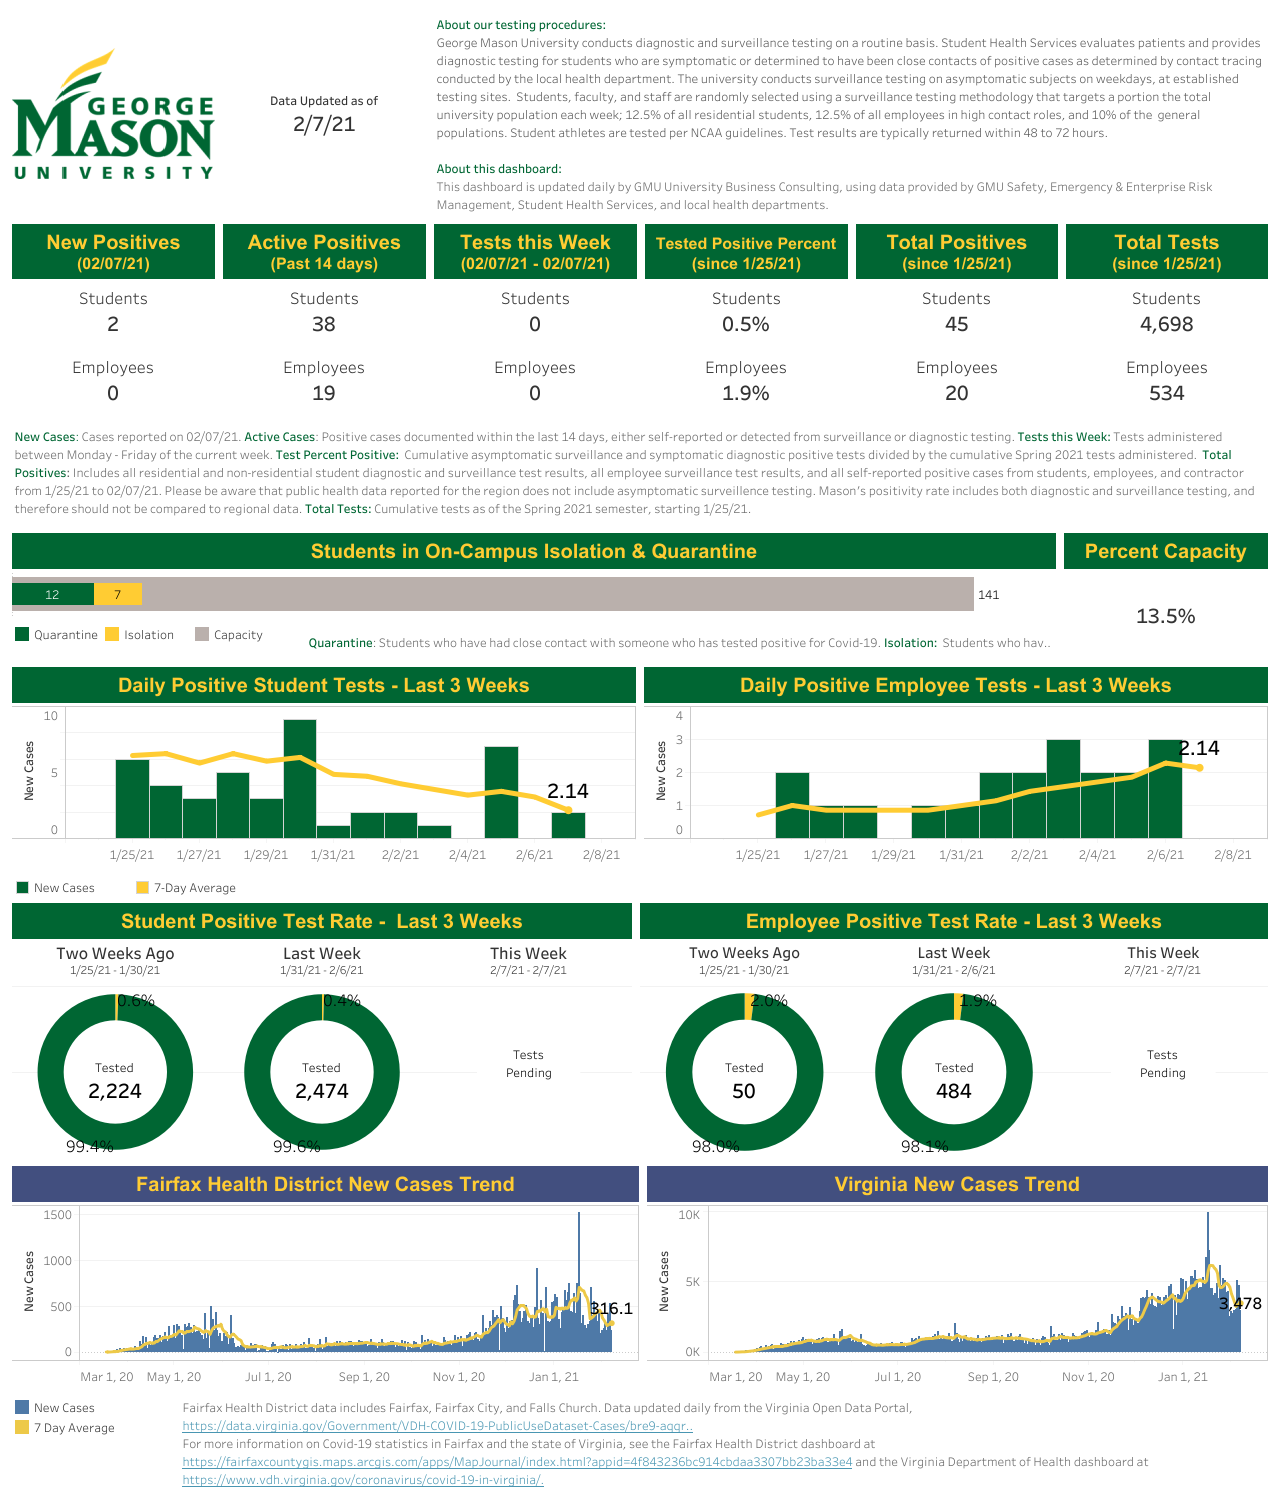 About our testing procedures:
George Mason University conducts diagnostic and surveillance testing on a routine basis. Student Health Services evaluates patients and provides
diagnostic testing for students who are symptomatic or determined to have been close contacts of positive cases as determined by contact tracing
conducted by the local health department. The university conducts surveillance testing on asymptomatic subjects on weekdays, at established
testing sites.  Students, faculty, and staff are randomly selected using a surveillance testing methodology that targets a portion the total
university population each week; 12.5% of all residential students, 12.5% of all employees in high contact roles, and 10% of the  general
populations. Student athletes are tested per NCAA guidelines. Test results are typically returned within 48 to 72 hours.
About this dashboard:
This dashboard is updated daily by GMU University Business Consulting, using data provided by GMU Safety, Emergency & Enterprise Risk
Management, Student Health Services, and local health departments.
GEORGE
MASON
UNIVERSITY
Data Updated as of
2/7/21
New Positives
(02/07/21)
Active Positives
(Past 14 days)
Tests this Week
(02/07/21 - 02/07/21)
Tested Positive Percent
(since 1/25/21)
Total Positives
(since 1/25/21)
Total Tests
(since 1/25/21)
Students Students Students Students Students Students
2 38 0 0.5% 45 4,698
Employees Employees Employees Employees Employees Employees
0 19 0 1.9% 20 534
New Cases: Cases reported on 02/07/21. Active Cases: Positive cases documented within the last 14 days, either self-reported or detected from surveillance or diagnostic testing. Tests this Week: Tests administered
between Monday - Friday of the current week. Test Percent Positive:  Cumulative asymptomatic surveillance and symptomatic diagnostic positive tests divided by the cumulative Spring 2021 tests administered.  Total
Positives: Includes all residential and non-residential student diagnostic and surveillance test results, all employee surveillance test results, and all self-reported positive cases from students, employees, and contractor
from 1/25/21 to 02/07/21. Please be aware that public health data reported for the region does not include asymptomatic surveillence testing. Mason's positivity rate includes both diagnostic and surveillance testing, and
therefore should not be compared to regional data. Total Tests: Cumulative tests as of the Spring 2021 semester, starting 1/25/21.
Students in On-Campus Isolation & Quarantine
Percent Capacity
12 7 141
13.5%
Quarantine Isolation Capacity
Quarantine: Students who have had close contact with someone who has tested positive for Covid-19. Isolation:  Students who hav..
Daily Positive Student Tests - Last 3 Weeks
New Cases
10
5
0
2.14
1/25/21 1/27/21 1/29/21 1/31/21 2/2/21 2/4/21 2/6/21 2/8/21
Daily Positive Employee Tests - Last 3 Weeks
New Cases
4
3
2
1
0
2.14
1/25/21 1/27/21 1/29/21 1/31/21 2/2/21 2/4/21 2/6/21 2/8/21
New Cases 7-Day Average
Student Positive Test Rate -  Last 3 Weeks
Two Weeks Ago Last Week This Week
1/25/21 - 1/30/21 1/31/21 - 2/6/21 2/7/21 - 2/7/21
0.6% 0.4%
Tested Tested Tests
2,224 2,474 Pending
99.4% 99.6%
Employee Positive Test Rate - Last 3 Weeks
Two Weeks Ago Last Week This Week
1/25/21 - 1/30/21 1/31/21 - 2/6/21 2/7/21 - 2/7/21
2.0% 1.9%
Tested Tested Tests
50 484 Pending
98.0% 98.1%
Fairfax Health District New Cases Trend
New Cases
1500
1000
500
0
316.1
Mar 1, 20 May 1, 20 Jul 1, 20 Sep 1, 20 Nov 1, 20 Jan 1, 21
Virginia New Cases Trend
New Cases
10K
5K
0K
3,478
Mar 1, 20 May 1, 20 Jul 1, 20 Sep 1, 20 Nov 1, 20 Jan 1, 21
New Cases
7 Day Average
Fairfax Health District data includes Fairfax, Fairfax City, and Falls Church. Data updated daily from the Virginia Open Data Portal,
https://data.virginia.gov/Government/VDH-COVID-19-PublicUseDataset-Cases/bre9-aqqr..
For more information on Covid-19 statistics in Fairfax and the state of Virginia, see the Fairfax Health District dashboard at
https://fairfaxcountygis.maps.arcgis.com/apps/MapJournal/index.html?appid=4f843236bc914cbdaa3307bb23ba33e4 and the Virginia Department of Health dashboard at
https://www.vdh.virginia.gov/coronavirus/covid-19-in-virginia/.